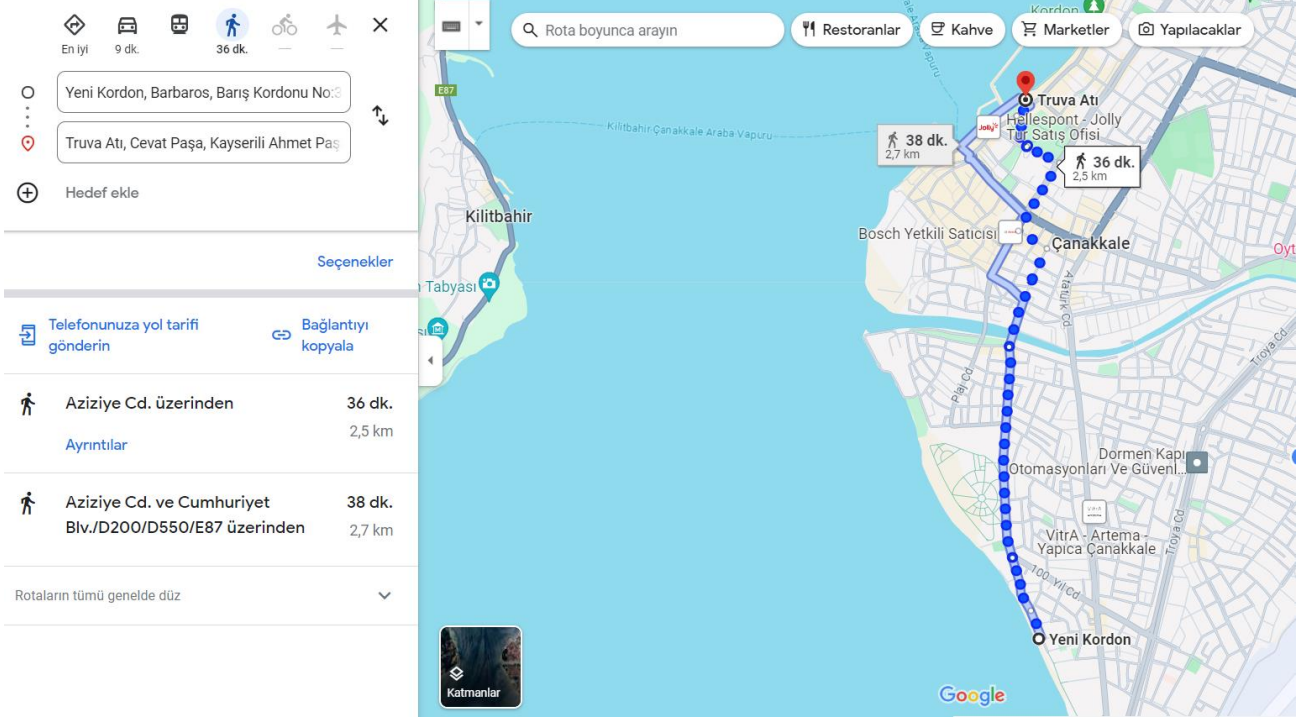 En iyi
9 dk.
36 dk.
Yeni Kordon, Barbaros, Barış Kordonu No:3
Truva Atı, Cevat Paşa, Kayserili Ahmet Paş
Hedef ekle
Seçenekler
Telefonunuza yol tarifi
gönderin
Bağlantıyı
kopyala
Aziziye Cd. üzerinden
36 dk.
2,5 km
Ayrıntılar
Aziziye Cd. ve Cumhuriyet
38 dk.
Blv./D200/D550/E87 üzerinden
2,7 km
Rotaların tümü genelde düz
Rota boyunca arayın
Restoranlar
Kahve
Marketler
Yapılacaklar
Kordon
E87
Truva Atı
Hellespont - Jolly
Tur Satış Ofisi
Jolly
Kilitbahir Çanakkale Araba Vapuru
38 dk.
2,7 km
36 dk.
2,5 km
Kilitbahir
Bosch Yetkili Satıcısı
Çanakkale
Oyt
Tabyası
Atatürk Cd
Troya Cd
Plaj Cd
Dormen Kapı
Otomasyonları Ve Güvenl...
VitrA - Artema -
Yapıca Çanakkale
Troya Cd
100. Yıl Cd
Yeni Kordon
Katmanlar
Google